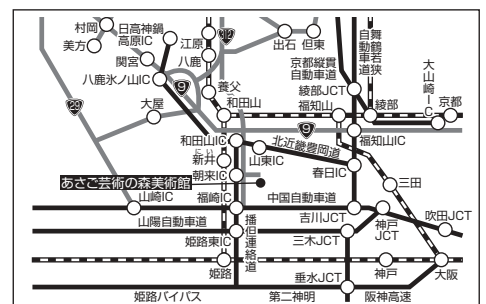 村岡
日高神鍋
高原IC
江原
12
出石
但東
舞鶴若狭
自動車道
大山崎IC
美方
関宮
八鹿
京都縦貫
自動車道
八鹿氷ノ山IC
9
養父
綾部JCT
和田山
福知山
綾部
京都
29
大屋
9
和田山IC
北近畿豊岡道
福知山IC
にい
新井
山東IC
朝来IC
春日IC
あさご芸術の森美術館
三田
山崎IC
福崎IC
中国自動車道
山陽自動車道
播但連絡道
吉川JCT
神戸
JCT
吹田JCT
姫路東IC
三木JCT
姫路
神戸
大阪
垂水JCT
姫路バイパス
第二神明
阪神高速